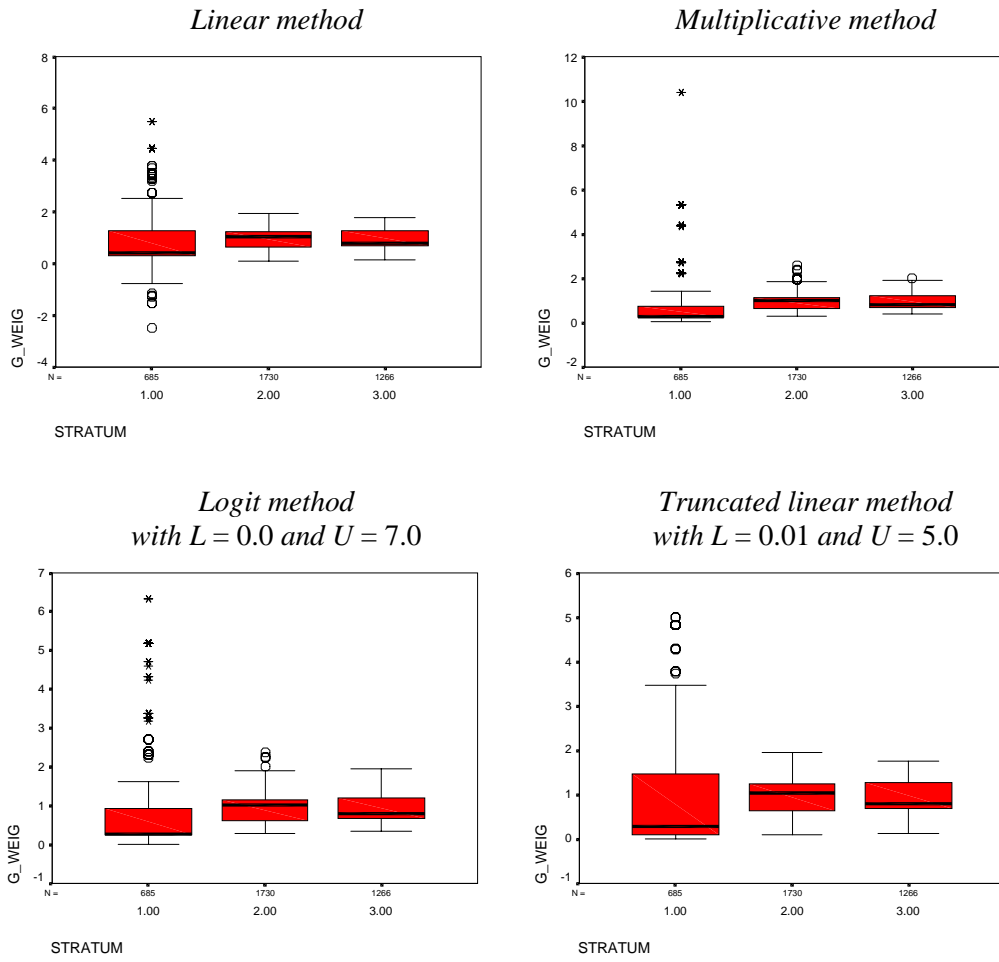 Linear method
8
6
4
2
0
-2
-4
G_WEIG
N = 685 1730 1266
1.00 2.00 3.00
STRATUM
Multiplicative method
12
10
8
6
4
2
0
-2
G_WEIG
N = 685 1730 1266
1.00 2.00 3.00
STRATUM
Logit method
with L = 0.0 and U = 7.0
7
6
5
4
3
2
1
0
-1
G_WEIG
N = 685 1730 1266
1.00 2.00 3.00
STRATUM
Truncated linear method
with L = 0.01 and U = 5.0
6
5
4
3
2
1
0
-1
G_WEIG
N = 685 1730 1266
1.00 2.00 3.00
STRATUM